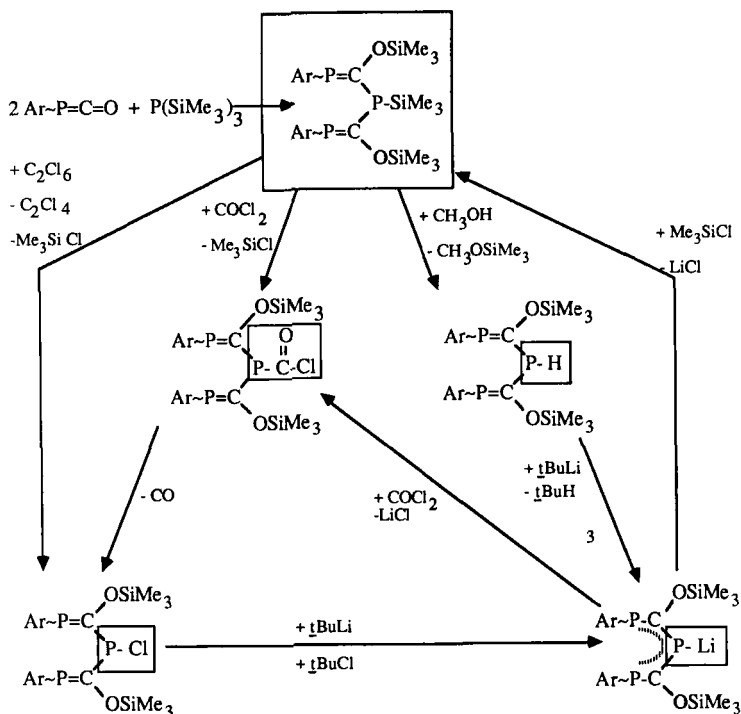 OSiMe3
Ar~P=C
2 Ar~P=C=O + P(SiMe3)3
P-SiMe3
Ar~P=C
OSiMe3
+ C2Cl6
- C2Cl4
-Me3Si Cl
+ COCl2
- Me3SiCl
+ CH3OH
- CH3OSiMe3
+ Me3SiCl
- LiCl
OSiMe3
Ar~P=C
O
P- C-Cl
Ar~P=C
OSiMe3
OSiMe3
Ar~P=C
P- H
Ar~P=C
OSiMe3
- CO
+ COCl2
-LiCl
+ tBuLi
- tBuH
3
OSiMe3
Ar~P=C
P- Cl
Ar~P=C
OSiMe3
+ tBuLi
+ tBuCl
OSiMe3
Ar~P-C
P- Li
Ar~P-C
OSiMe3